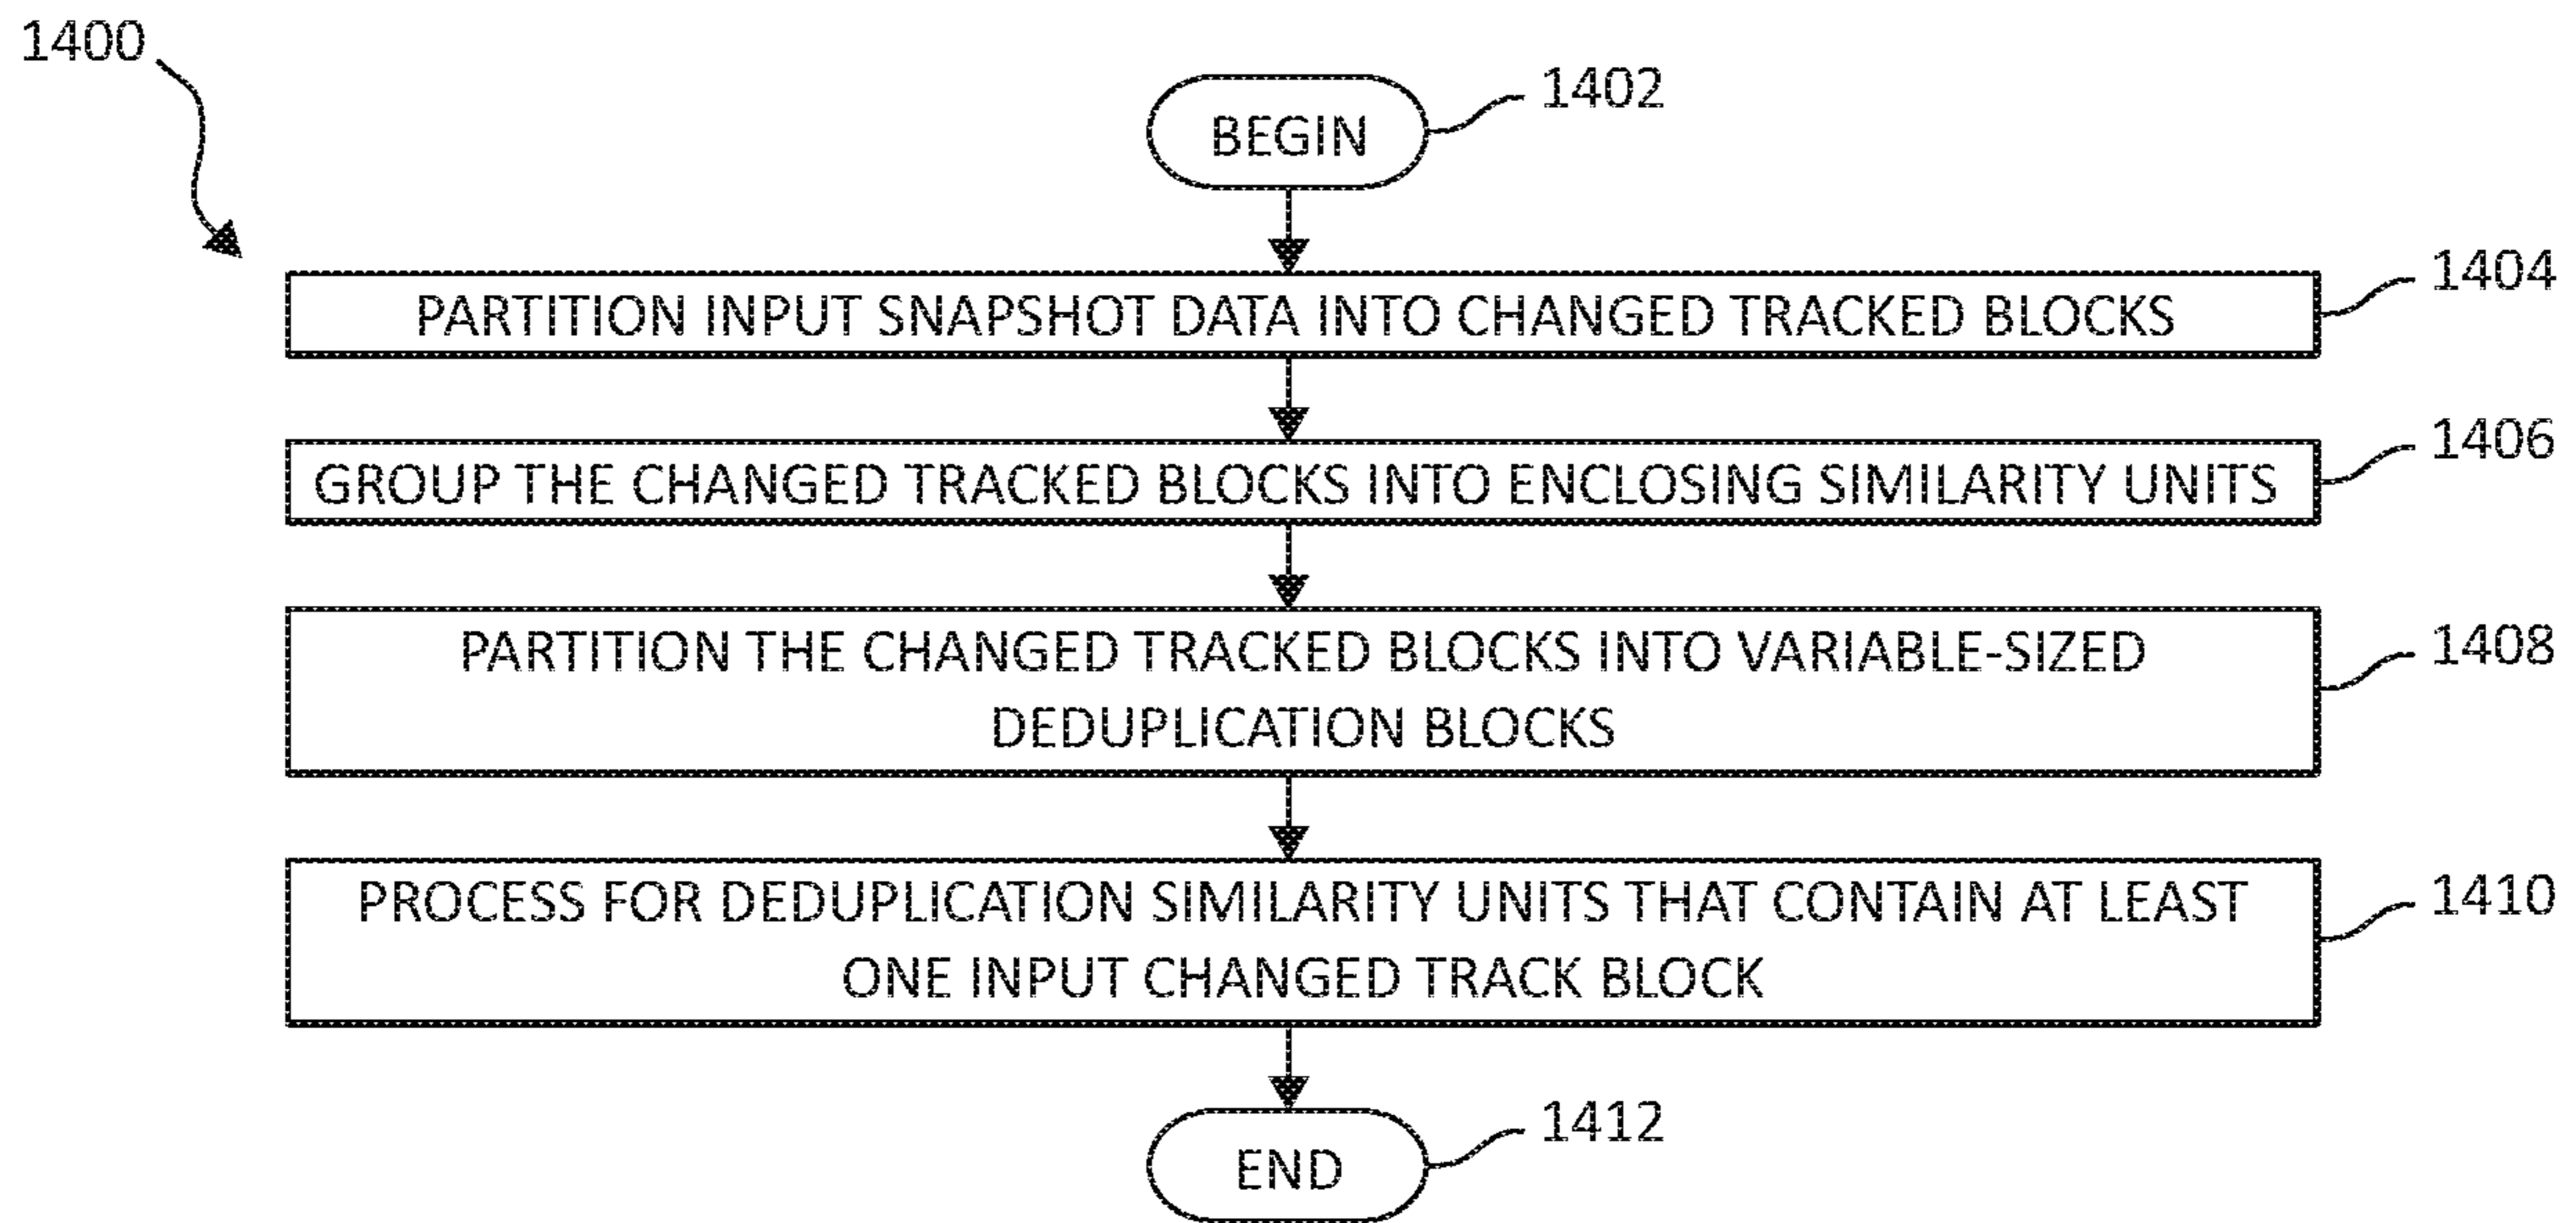 1400
BEGIN
1402
PARTITION INPUT SNAPSHOT DATA INTO CHANGED TRACKED BLOCKS
1404
GROUP THE CHANGED TRACKED BLOCKS INTO ENCLOSING SIMILARITY UNITS
1406
PARTITION THE CHANGED TRACKED BLOCKS INTO VARIABLE-SIZED
DEDUPLICATION BLOCKS
1408
PROCESS FOR DEDUPLICATION SIMILARITY UNITS THAT CONTAIN AT LEAST
ONE INPUT CHANGED TRACK BLOCK
1410
END
1412